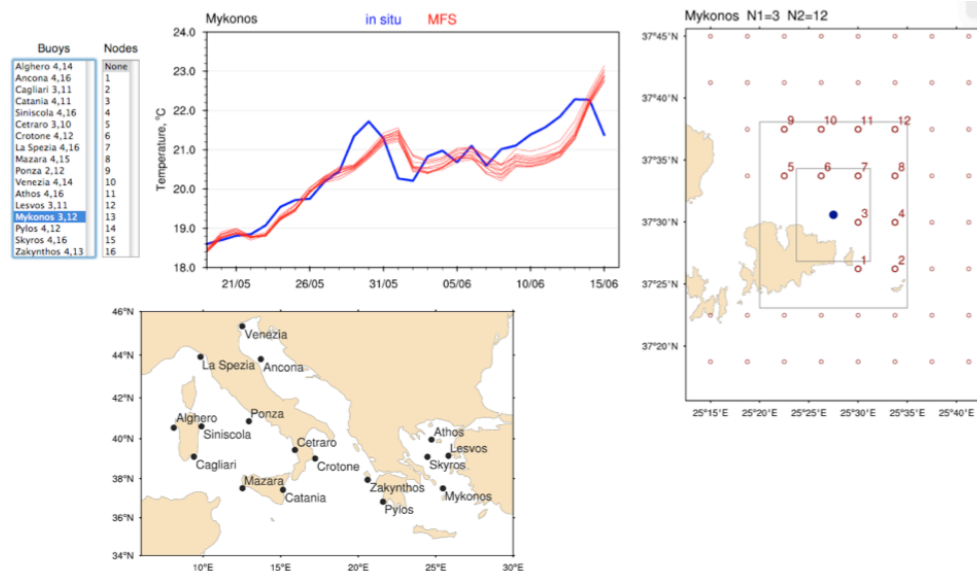 Buoys Nodes
Alghero 4,14
Ancona 4,16
Cagliari 3,11
Catania 4,11
Siniscola 4,16
Cetraro 3,10
Crotone 4,12
La Spezia 4,16
Mazara 4,15
Ponza 2,12
Venezia 4,14
Athos 4,16
Lesvos 3,11
Mykonos 3,12
Pylos 4,12
Skyros 4,16
Zakynthos 4,13
None
1
2
3
4
5
6
7
8
9
10
11
12
13
14
15
16
Mykonos in situ MFS
Temperature, °C
24.0
23.0
22.0
21.0
20.0
19.0
18.0
21/05 26/05 31/05 05/06 10/06 15/06
Mykonos N1=3 N2=12
37°45'N
37°40'N
37°35'N
37°30'N
37°25'N
37°20'N
9 10 11 12
5 6 7 8
3 4
1 2
25°15'E 25°20'E 25°25'E 25°30'E 25°35'E 25°40'E
46°N
44°N
42°N
40°N
38°N
36°N
34°N
Venezia
La Spezia
Ancona
Alghero
Ponza
Siniscola
Athos
Cetraro
Lesvos
Cagliari
Crotone
Skyros
Mazara
Zakynthos
Catania
Mykonos
Pylos
10°E 15°E 20°E 25°E 30°E